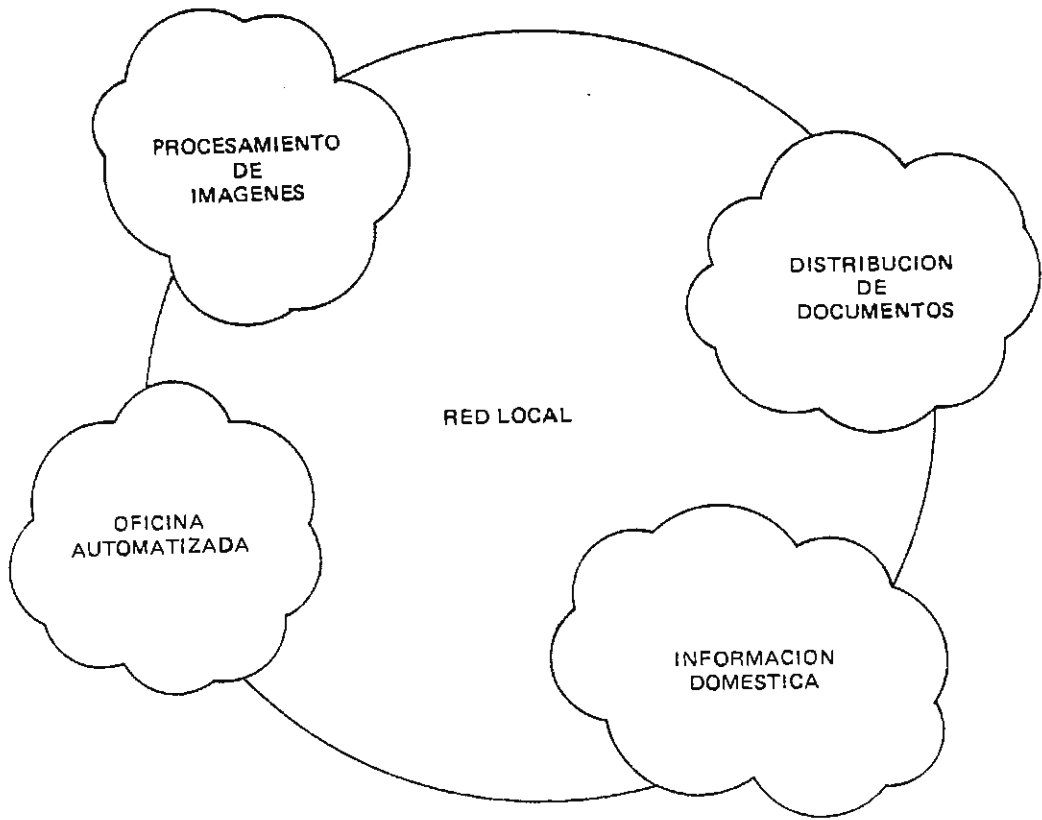 PROCESAMIENTO
DE
IMAGENES
DISTRIBUCION
DE
DOCUMENTOS
RED LOCAL
OFICINA
AUTOMATIZADA
INFORMACION
DOMESTICA